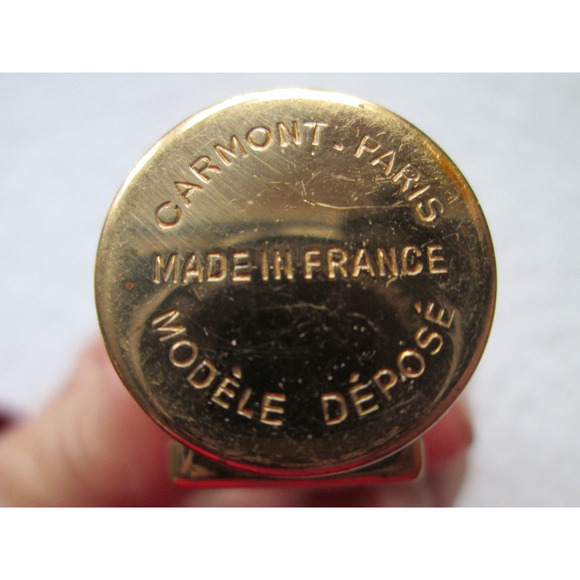 CARMONT. PARIS
MADE IN FRANCE
MODÈLE DÉPOSÉ